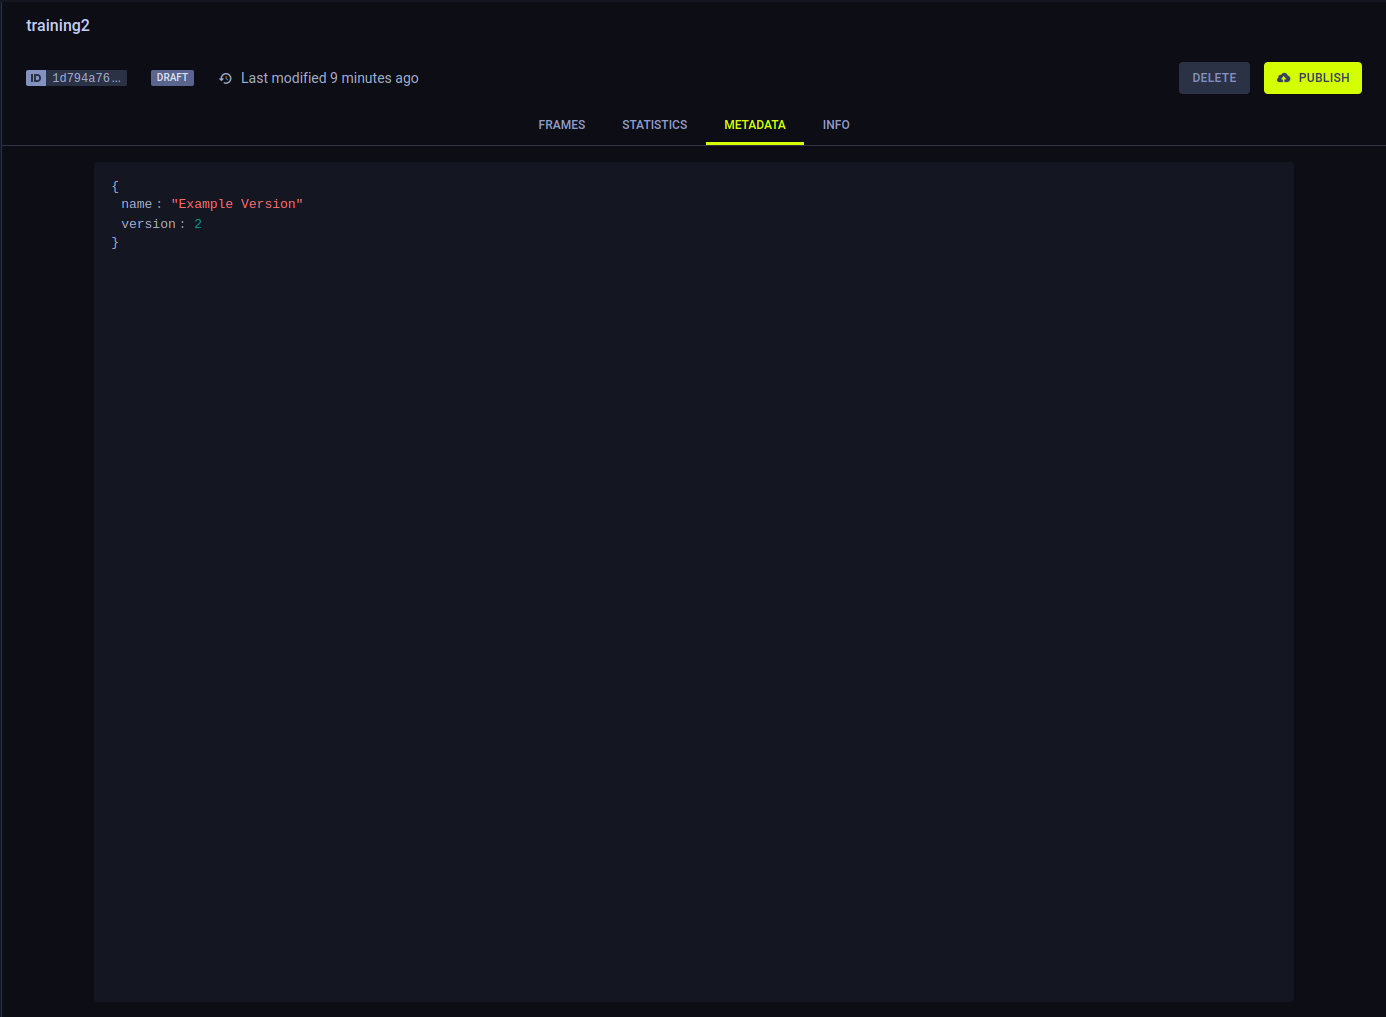 training2
ID 1d794a76... DRAFT Last modified 9 minutes ago DELETE PUBLISH
FRAMES STATISTICS METADATA INFO
{
name : "Example Version"
version : 2
}